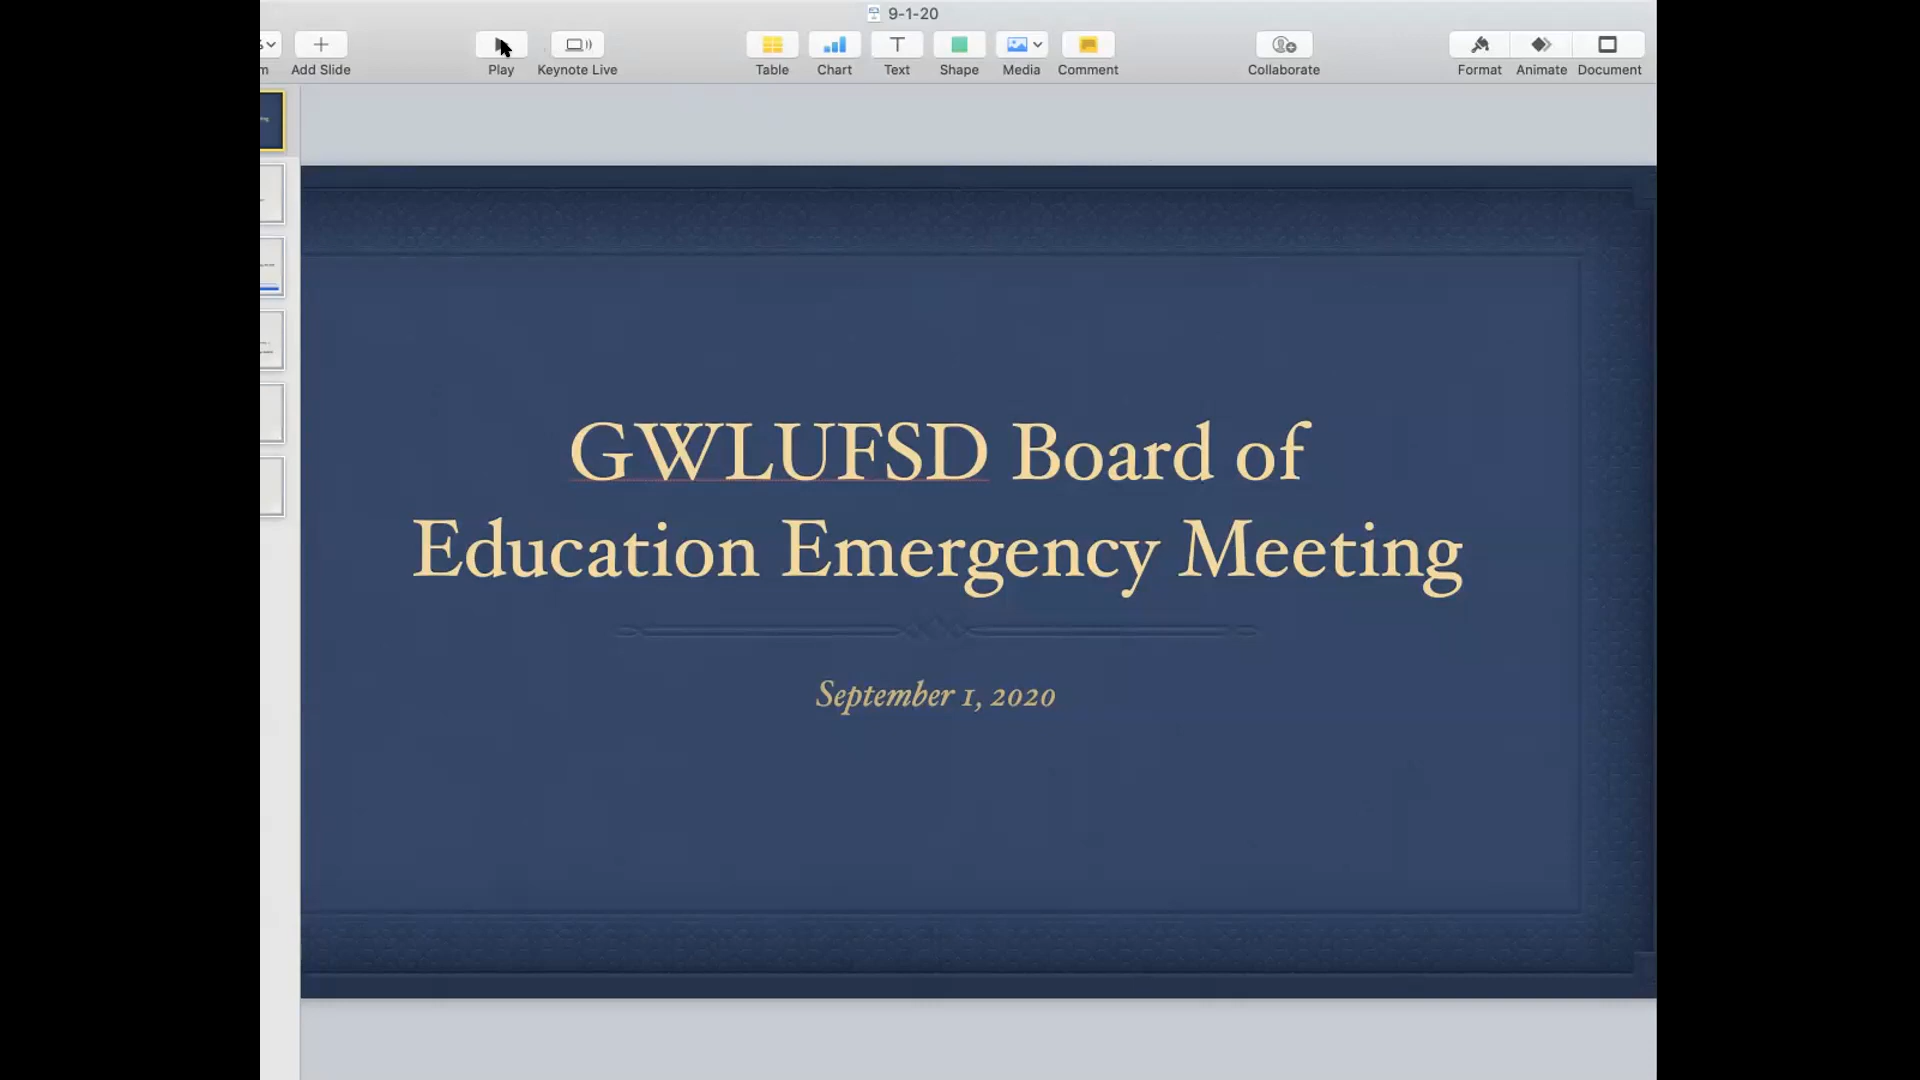 9-1-20
Add Slide
Play
Keynote Live
Table
Chart
Text
Shape
Media
Comment
Collaborate
Format
Animate
Document
GWLUFSD Board of
Education Emergency Meeting
September 1, 2020